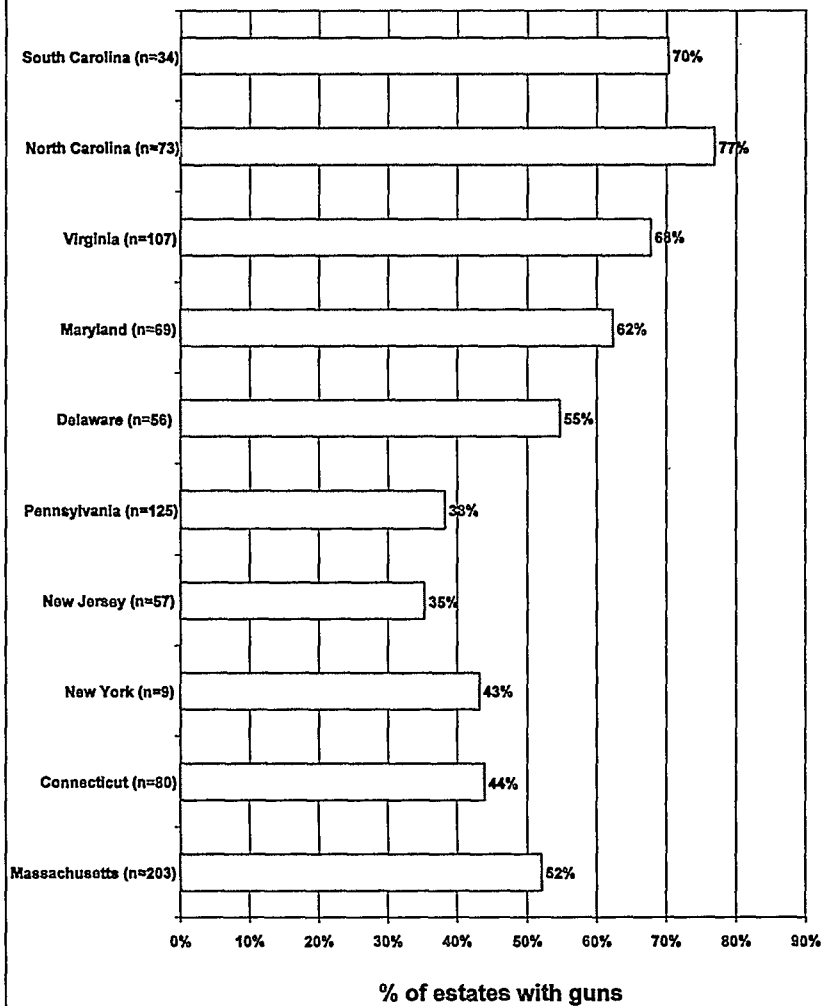 South Carolina (n=34) 70%
North Carolina (n=73) 77%
Virginia (n=107) 68%
Maryland (n=69) 62%
Delaware (n=56) 55%
Pennsylvania (n=125) 38%
New Jersey (n=57) 35%
New York (n=9) 43%
Connecticut (n=80) 44%
Massachusetts (n=203) 52%
0% 10% 20% 30% 40% 50% 60% 70% 80% 90%
% of estates with guns